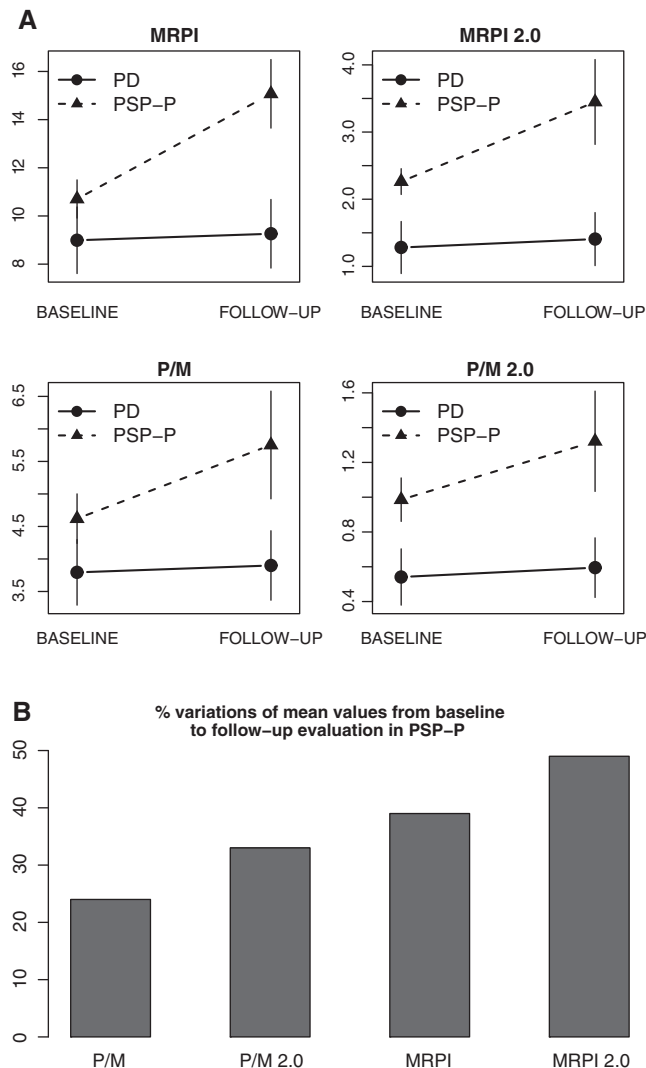 A
MRPI
MRPI 2.0
16
14
12
10
8
PD
PSP−P
BASELINE
FOLLOW−UP
4.0
3.0
2.0
1.0
PD
PSP−P
BASELINE
FOLLOW−UP
P/M
P/M 2.0
6.5
5.5
4.5
3.5
PD
PSP−P
BASELINE
FOLLOW−UP
1.6
1.2
0.8
0.4
PD
PSP−P
BASELINE
FOLLOW−UP
B
% variations of mean values from baseline
to follow−up evaluation in PSP−P
50
40
30
20
10
0
P/M
P/M 2.0
MRPI
MRPI 2.0